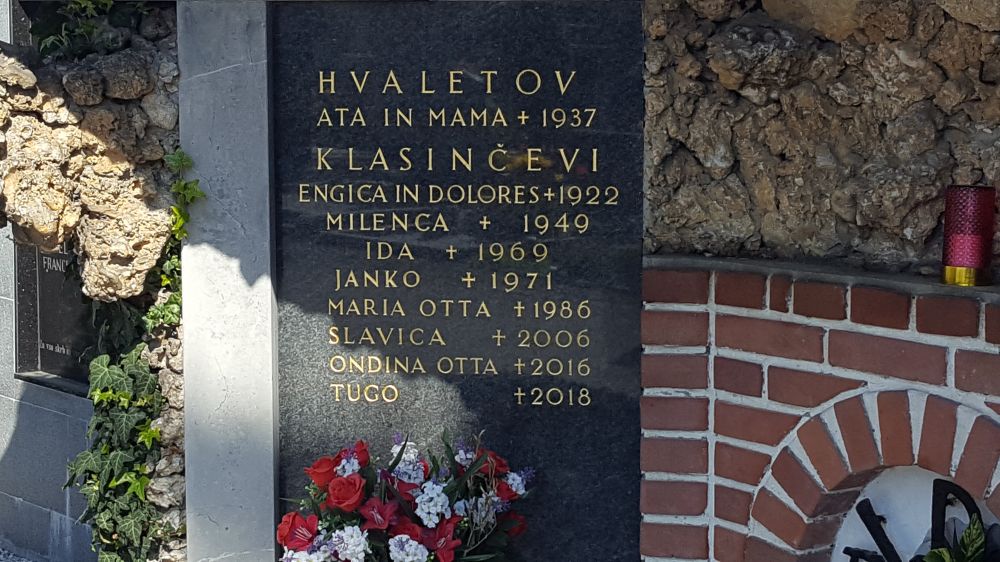 HVALETOV
ATA IN MAMA + 1937
KLASINČEVI
ENGICA IN DOLORES + 1922
MILENCA + 1949
IDA + 1969
JANKO + 1971
MARIA OTTA + 1986
SLAVICA + 2006
ONDINA OTTA + 2016
TUGO + 2018